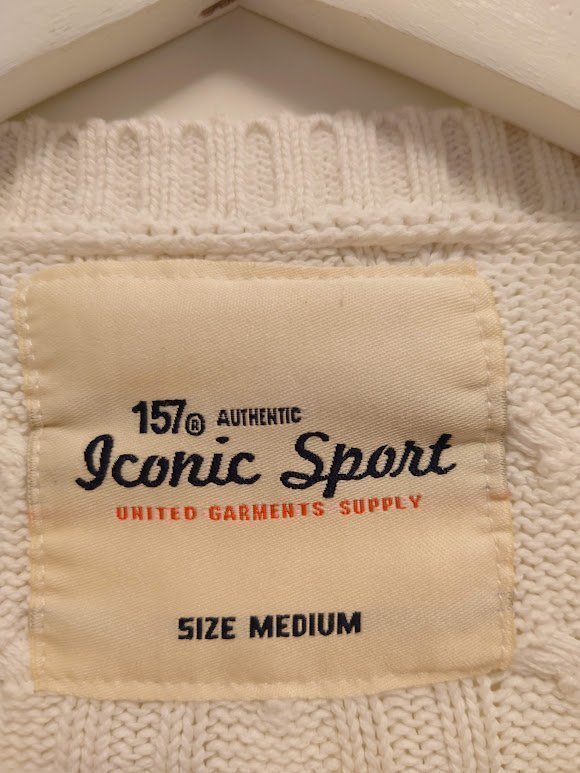 157® AUTHENTIC
Iconic Sport
UNITED GARMENTS SUPPLY
SIZE MEDIUM